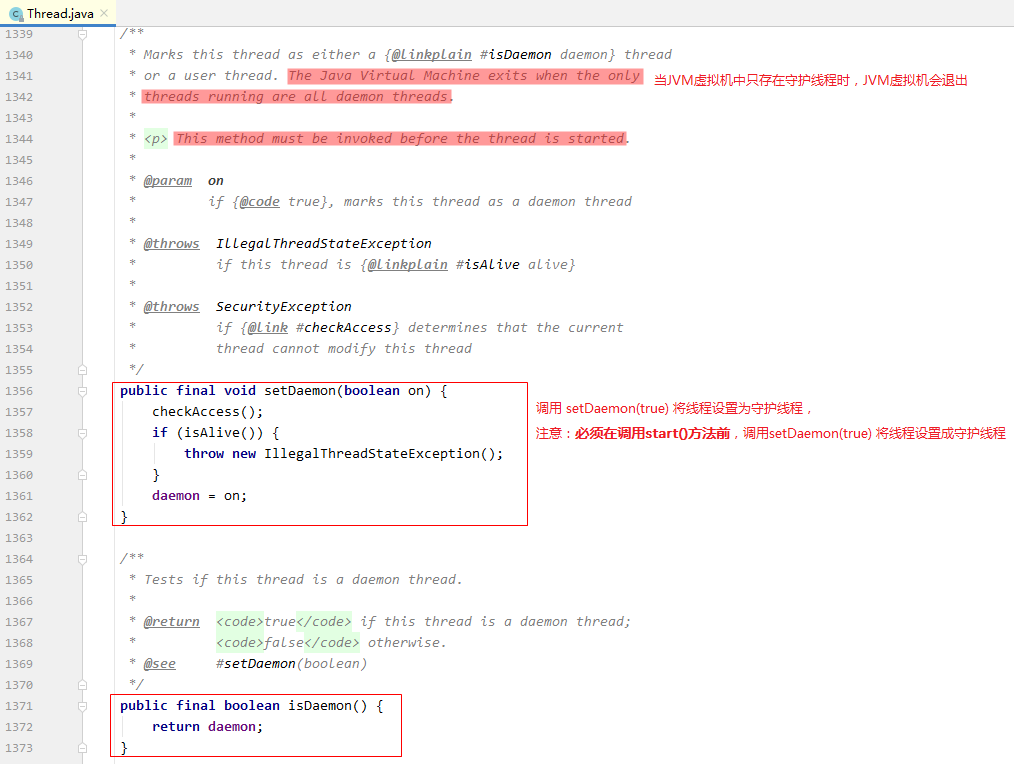 Thread.java
1339 /**
1340 * Marks this thread as either a {@linkplain #isDaemon daemon} thread
1341 * or a user thread. The Java Virtual Machine exits when the only 当JVM虚拟机中只存在守护线程时，JVM虚拟机会退出
1342 * threads running are all daemon threads.
1343 *
1344 * <p> This method must be invoked before the thread is started.
1345 *
1346 * @param on
1347 * if {@code true}, marks this thread as a daemon thread
1348 *
1349 * @throws IllegalThreadStateException
1350 * if this thread is {@linkplain #isAlive alive}
1351 *
1352 * @throws SecurityException
1353 * if {@link #checkAccess} determines that the current
1354 * thread cannot modify this thread
1355 */
1356 public final void setDaemon(boolean on) {
1357 checkAccess(); 调用 setDaemon(true) 将线程设置为守护线程，
1358 if (isAlive()) { 注意：必须在调用start()方法前，调用setDaemon(true) 将线程设置成守护线程
1359 throw new IllegalThreadStateException();
1360 }
1361 daemon = on;
1362 }
1363
1364 /**
1365 * Tests if this thread is a daemon thread.
1366 *
1367 * @return <code>true</code> if this thread is a daemon thread;
1368 * <code>false</code> otherwise.
1369 * @see #setDaemon(boolean)
1370 */
1371 public final boolean isDaemon() {
1372 return daemon;
1373 }